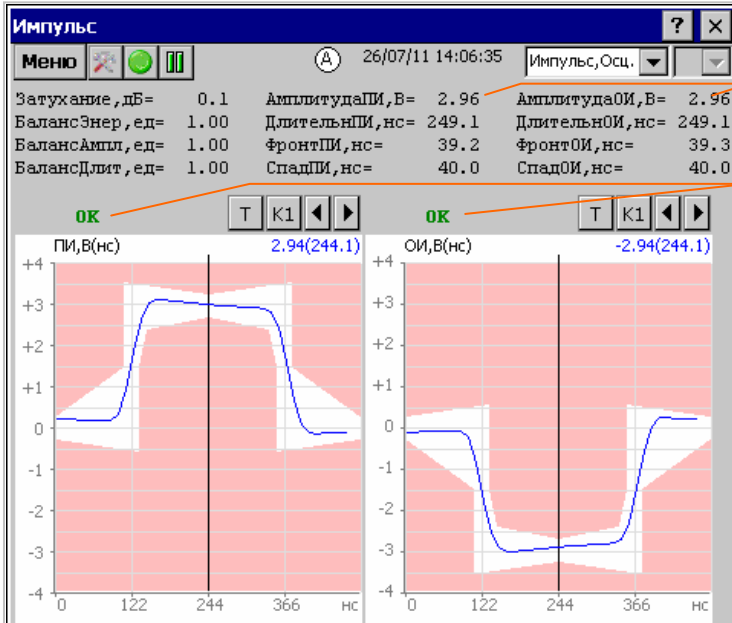 Импульс ? ×
Меню A 26/07/11 14:06:35 Импульс,Осц.
Затухание,дБ= 0.1 АмплитудаПИ,В= 2.96 АмплитудаОИ,В= 2.96
БалансЭнер,ед= 1.00 ДлительнПИ,нс= 249.1 ДлительнОИ,нс= 249.1
БалансАмпл,ед= 1.00 ФронтПИ,нс= 39.2 ФронтОИ,нс= 39.3
БалансДлит,ед= 1.00 СпадПИ,нс= 40.0 СпадОИ,нс= 40.0
OK T K1 OK T K1
ПИ,В(нс) 2.94(244.1) ОИ,В(нс) -2.94(244.1)
+4 +4
+3 +3
+2 +2
+1 +1
0 0
-1 -1
-2 -2
-3 -3
-4 -4
0 122 244 366 нс 0 122 244 366 нс